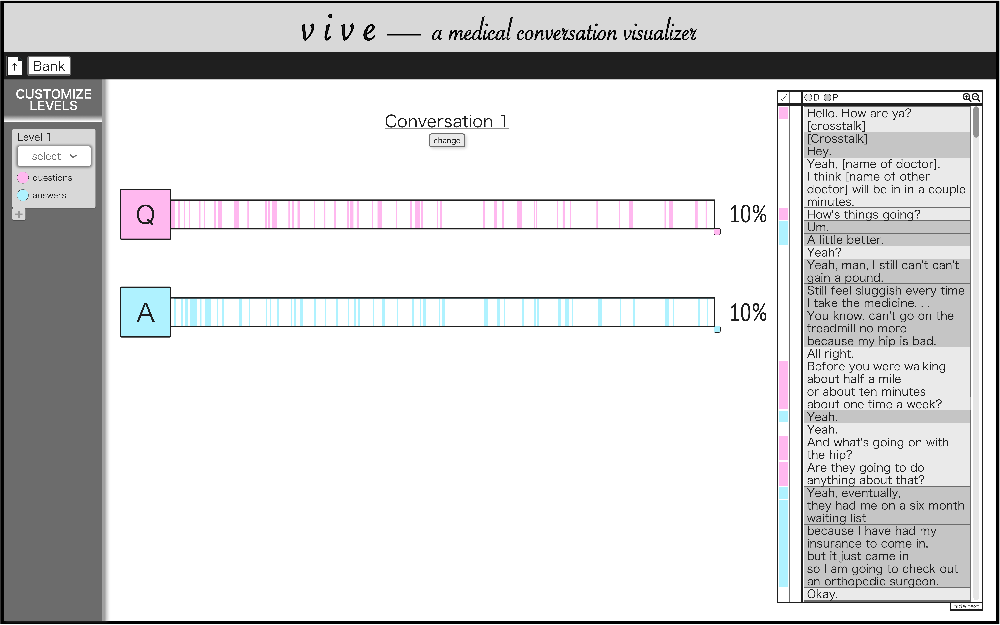 vive — a medical conversation visualizer
↑ Bank
CUSTOMIZE
LEVELS
Level 1
select
questions
answers
+
Conversation 1
change
Q 10%
A 10%
✓ D P
Hello. How are ya?
[crosstalk]
[Crosstalk]
Hey.
Yeah, [name of doctor].
I think [name of other
doctor] will be in in a couple
minutes.
How's things going?
Um.
A little better.
Yeah?
Yeah, man, I still can't can't
gain a pound.
Still feel sluggish every time
I take the medicine. . .
You know, can't go on the
treadmill no more
because my hip is bad.
All right.
Before you were walking
about half a mile
or about ten minutes
about one time a week?
Yeah.
Yeah.
And what's going on with
the hip?
Are they going to do
anything about that?
Yeah, eventually,
they had me on a six month
waiting list
because I have had my
insurance to come in,
but it just came in
so I am going to check out
an orthopedic surgeon.
Okay.
hide text